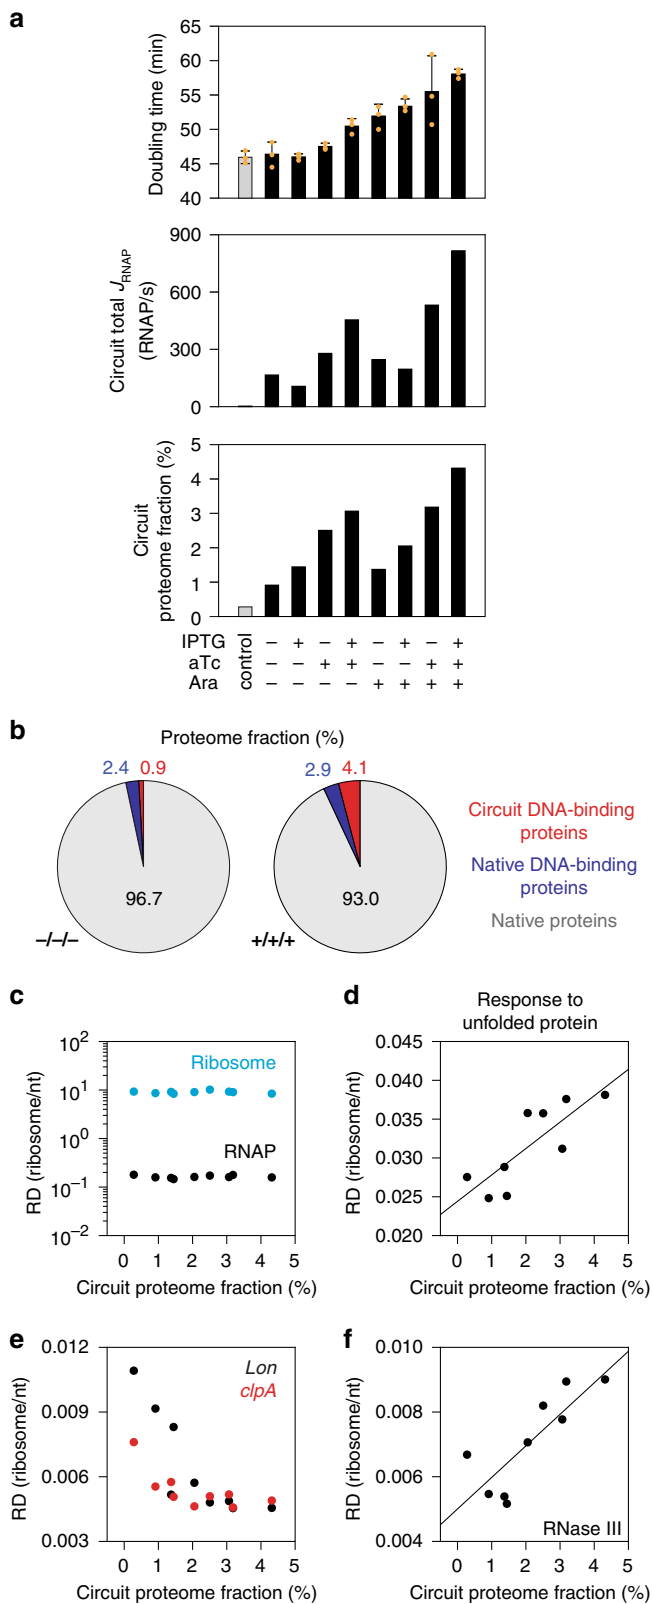 a
Doubling time (min)
65
60
55
50
45
40
Circuit total J_RNAP
(RNAP/s)
900
600
300
0
Circuit
proteome fraction (%)
5
4
3
2
1
0
IPTG – + – + – + – +
aTc – – + + – – + +
Ara – – – – + + + +
control
b
Proteome fraction (%)
2.4 0.9
96.7
–/–/–
2.9 4.1
93.0
+/+/+
Circuit DNA-binding
proteins
Native DNA-binding
proteins
Native proteins
c
RD (ribosome/nt)
10²
10¹
10⁰
10⁻¹
10⁻²
Ribosome
RNAP
0 1 2 3 4 5
Circuit proteome fraction (%)
d
Response to
unfolded protein
RD (ribosome/nt)
0.045
0.040
0.035
0.030
0.025
0.020
0 1 2 3 4 5
Circuit proteome fraction (%)
e
RD (ribosome/nt)
0.012
0.009
0.006
0.003
Lon
clpA
0 1 2 3 4 5
Circuit proteome fraction (%)
f
RD (ribosome/nt)
0.010
0.008
0.006
0.004
RNase III
0 1 2 3 4 5
Circuit proteome fraction (%)